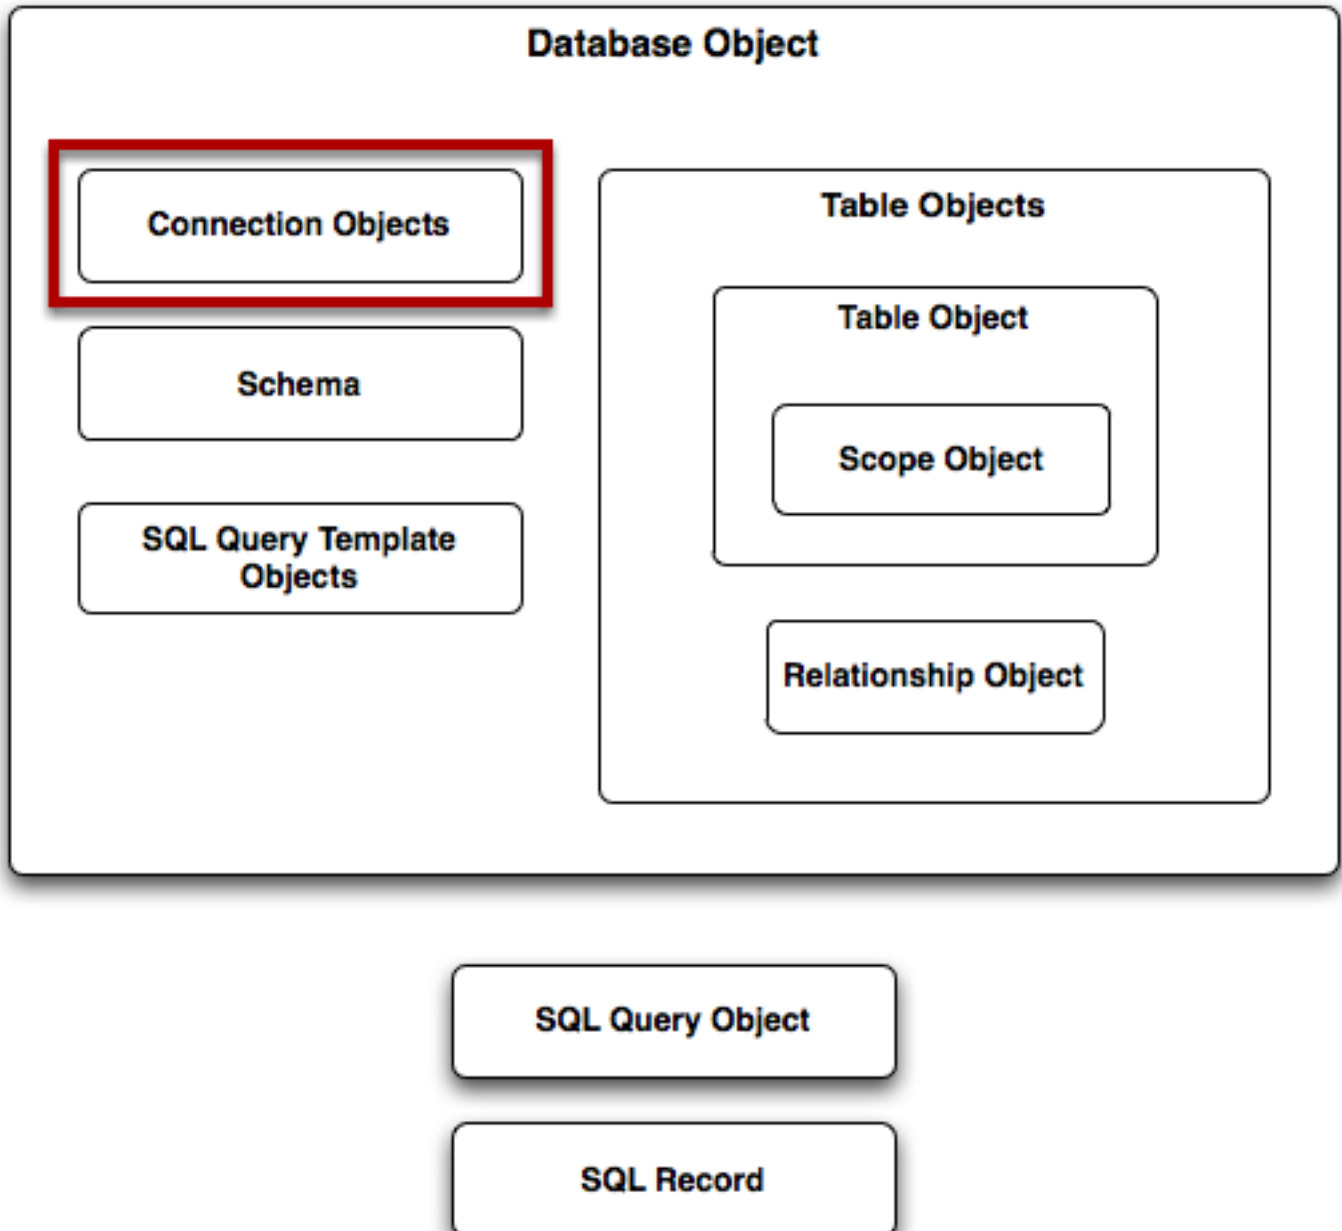 Database Object
Connection Objects
Schema
SQL Query Template
Objects
Table Objects
Table Object
Scope Object
Relationship Object
SQL Query Object
SQL Record